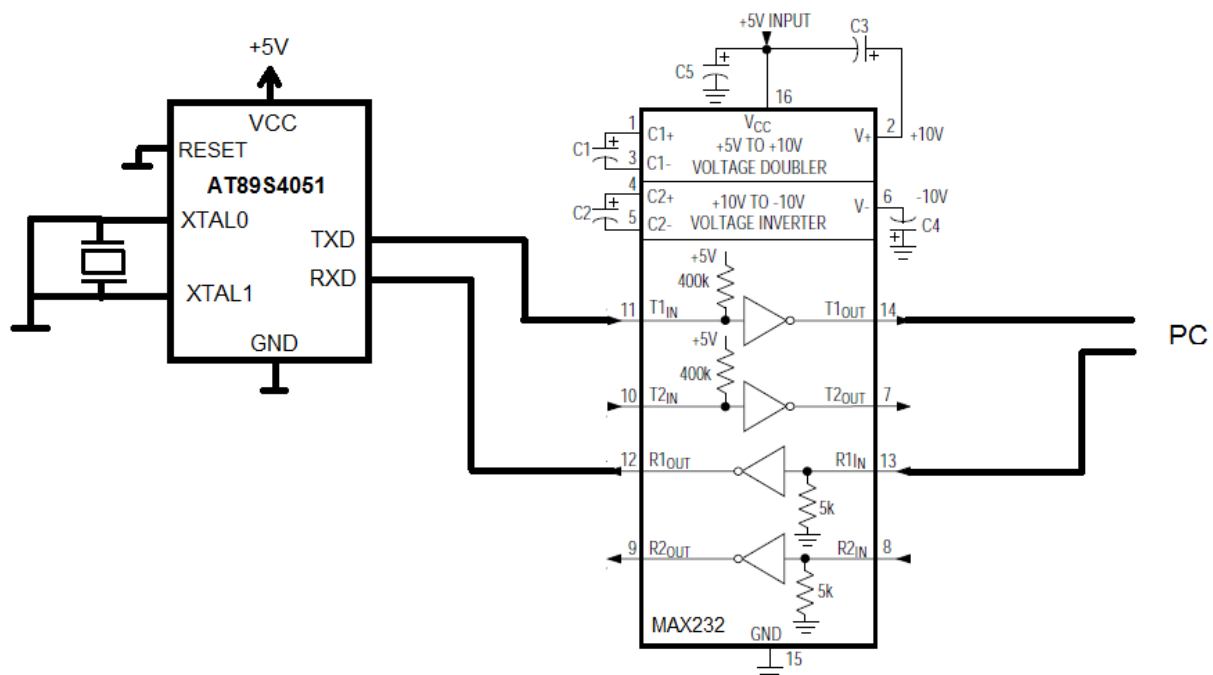 +5V
VCC
RESET
AT89S4051
XTAL0
TXD
RXD
XTAL1
GND
+5V INPUT
C3
C5
16
1
C1+
VCC
V+
2
+10V
C1
+5V TO +10V
3
C1-
VOLTAGE DOUBLER
4
C2+
+10V TO -10V
V-
6
-10V
C2
5
C2-
VOLTAGE INVERTER
C4
+5V
400k
11
T1IN
T1OUT
14
PC
+5V
400k
10
T2IN
T2OUT
7
12
R1OUT
R1IN
13
5k
9
R2OUT
R2IN
8
5k
MAX232
GND
15